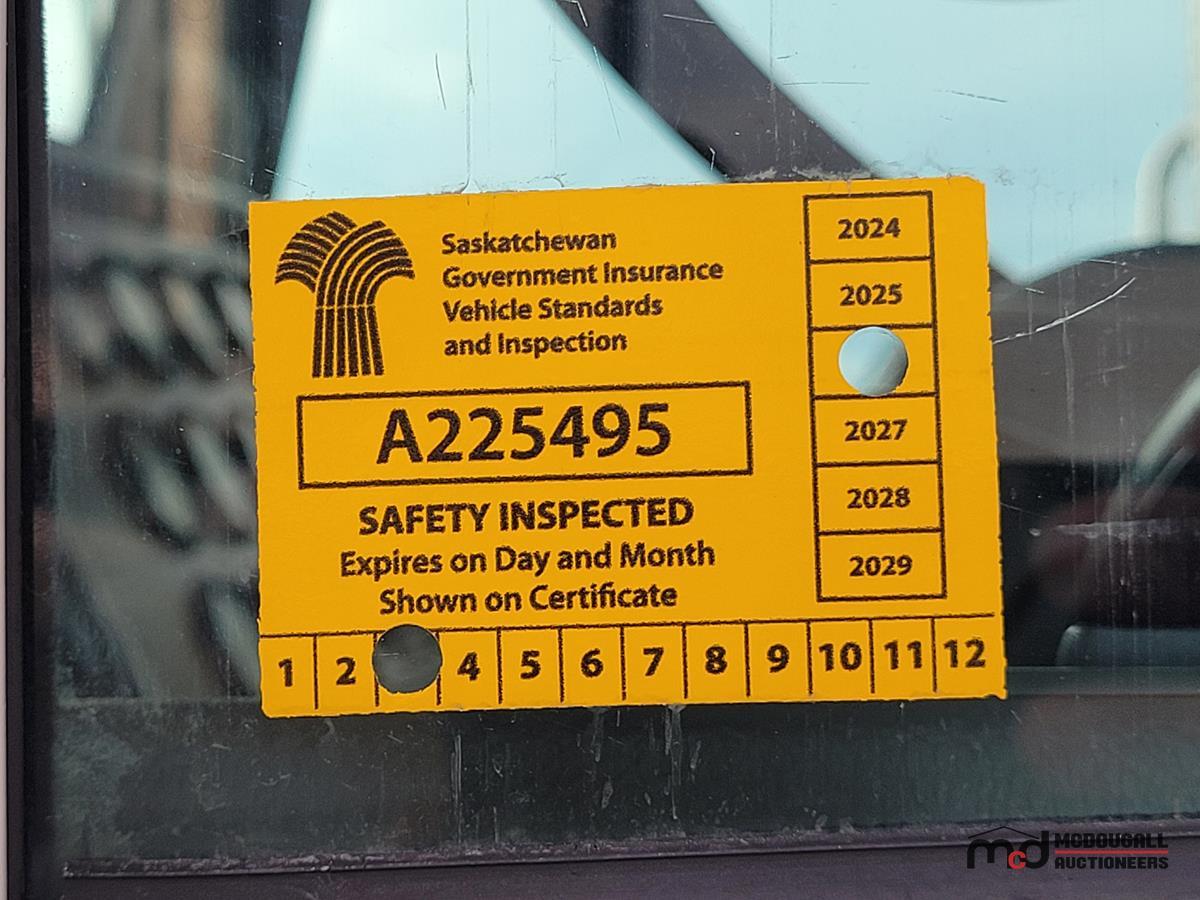 Saskatchewan
Government Insurance
Vehicle Standards
and Inspection
A225495
SAFETY INSPECTED
Expires on Day and Month
Shown on Certificate
2024
2025
2027
2028
2029
1 2 4 5 6 7 8 9 10 11 12
mcd MCDOUGALL
AUCTIONEERS